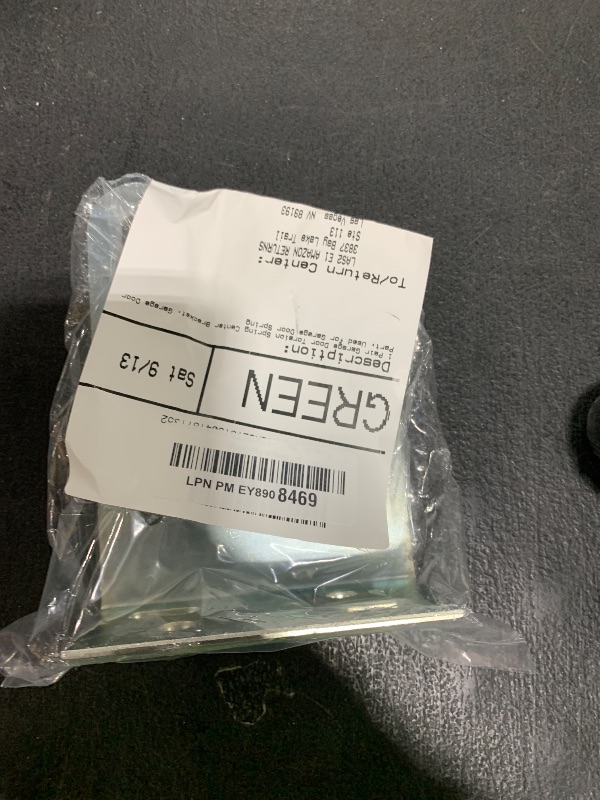 To/Return Center:
LAS2 E1 AMAZON RETURNS
3837 Bay Lake Trail
Ste 113
Las Vegas NV 89193
Description:
1 Pair Garage Door Torsion Spring Center Bracket, Garage Door
Part, Used for Garage Door Spring
GREEN
Sat 9/13
LPN PM EY890 8469